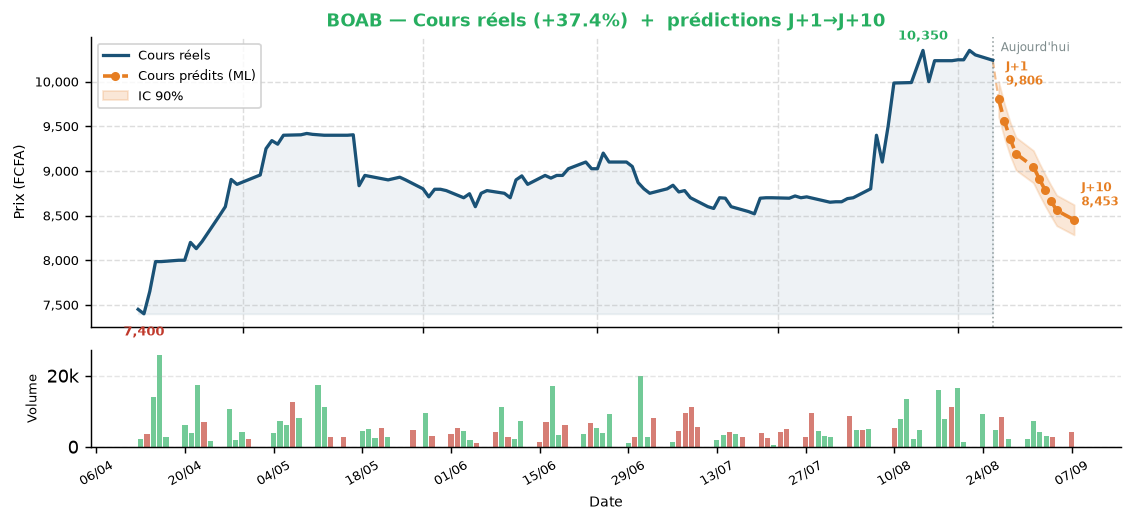 BOAB — Cours réels (+37.4%)  +  prédictions J+1→J+10
10,350
Aujourd'hui
Cours réels
Cours prédits (ML)
IC 90%
J+1
9,806
J+10
8,453
7,400
Prix (FCFA)
10,000
9,500
9,000
8,500
8,000
7,500
Volume
20k
0
06/04
20/04
04/05
18/05
01/06
15/06
29/06
13/07
27/07
10/08
24/08
07/09
Date